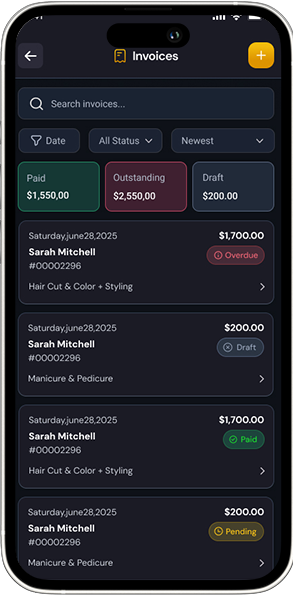 Invoices
Search invoices...
Date All Status Newest
Paid Outstanding Draft
$1,550,00 $2,550,00 $200.00
Saturday,june28,2025 $1,700.00
Sarah Mitchell Overdue
#00002296
Hair Cut & Color + Styling
Saturday,june28,2025 $200.00
Sarah Mitchell Draft
#00002296
Manicure & Pedicure
Saturday,june28,2025 $1,700.00
Sarah Mitchell Paid
#00002296
Hair Cut & Color + Styling
Saturday,june28,2025 $200.00
Sarah Mitchell Pending
#00002296
Manicure & Pedicure